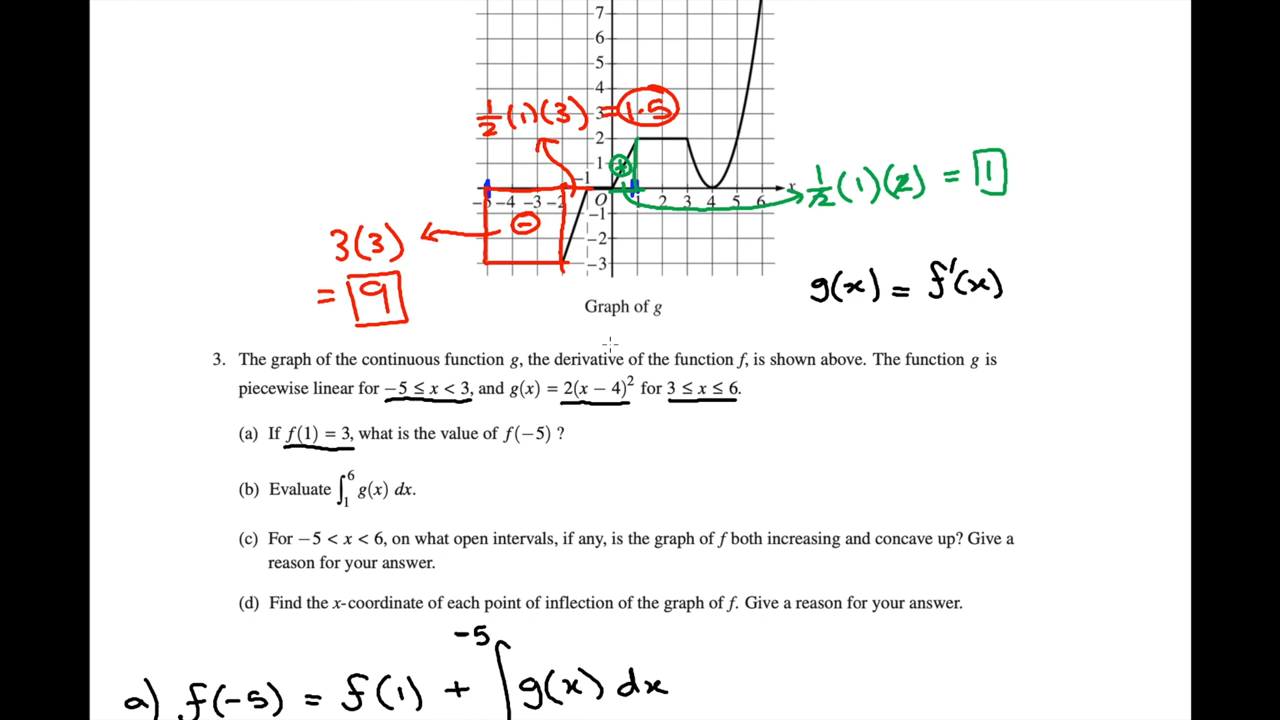 7
6
5
4
½(1)(3) = 1.5
3
2
1
-1
-5 -4 -3 -2 O 1 2 3 4 5 6 x
½(1)(2) = 1
-1
-2
-3
+
−
3(3)
= 9
g(x) = f'(x)
Graph of g
3. The graph of the continuous function g, the derivative of the function f, is shown above. The function g is
piecewise linear for −5 ≤ x < 3, and g(x) = 2(x − 4)² for 3 ≤ x ≤ 6.
(a) If f(1) = 3, what is the value of f(−5) ?
(b) Evaluate ∫₁⁶ g(x) dx.
(c) For −5 < x < 6, on what open intervals, if any, is the graph of f both increasing and concave up? Give a
reason for your answer.
(d) Find the x-coordinate of each point of inflection of the graph of f. Give a reason for your answer.
-5
a) f(-5) = f(1) + ∫ g(x) dx